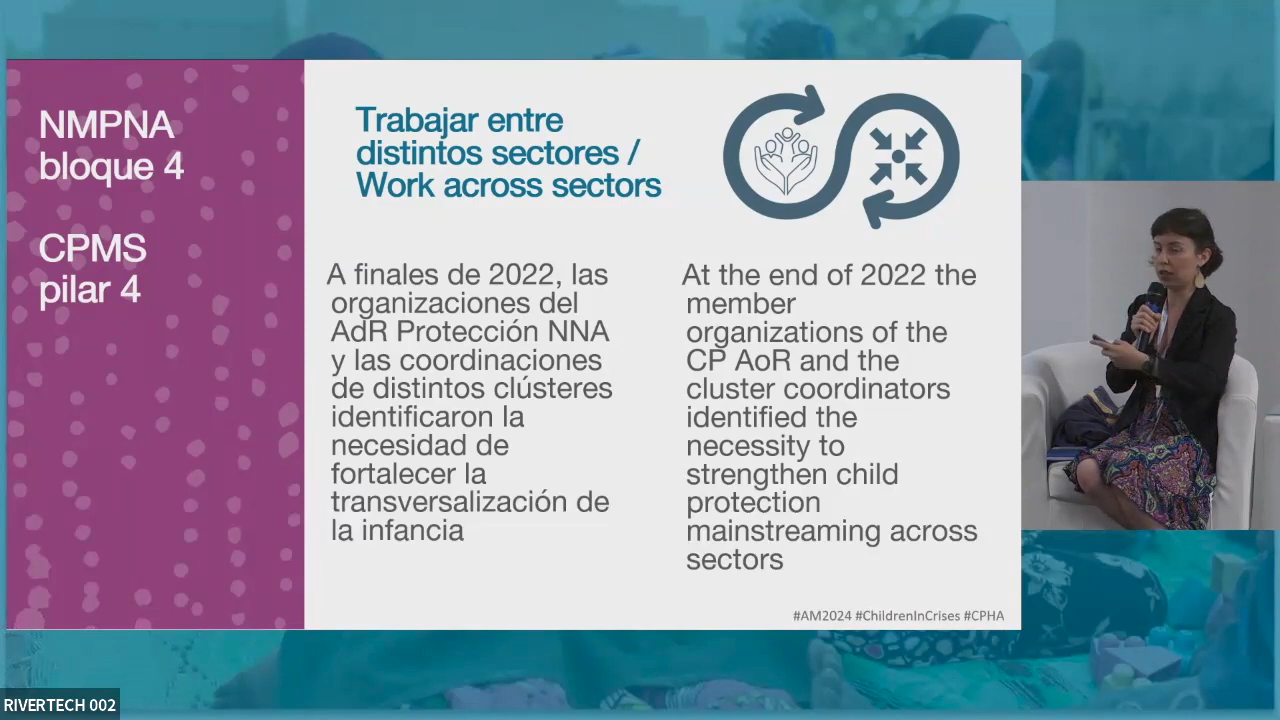 NMPNA
bloque 4
CPMS
pilar 4
Trabajar entre
distintos sectores /
Work across sectors
A finales de 2022, las
organizaciones del
AdR Protección NNA
y las coordinaciones
de distintos clústeres
identificaron la
necesidad de
fortalecer la
transversalización de
la infancia
At the end of 2022 the
member
organizations of the
CP AoR and the
cluster coordinators
identified the
necessity to
strengthen child
protection
mainstreaming across
sectors
#AM2024 #ChildrenInCrises #CPHA
RIVERTECH 002